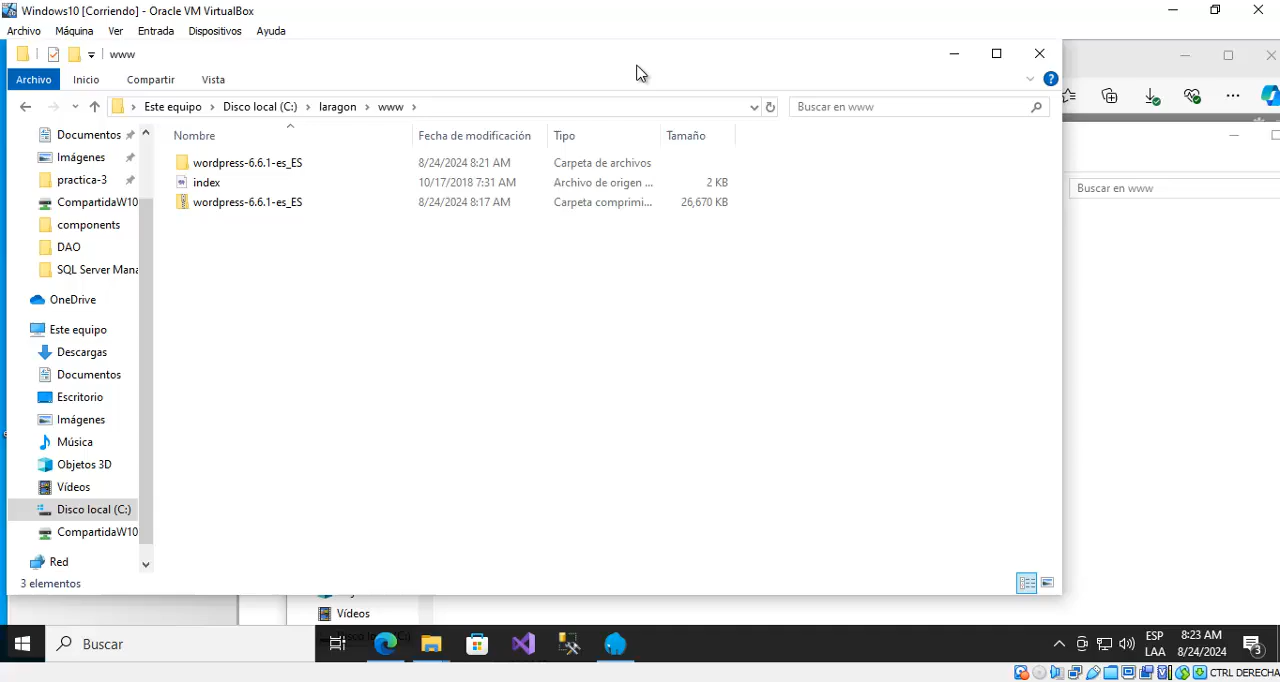 Windows10 [Corriendo] - Oracle VM VirtualBox
Archivo Máquina Ver Entrada Dispositivos Ayuda
www
Archivo Inicio Compartir Vista
Este equipo > Disco local (C:) > laragon > www >
Buscar en www
Nombre Fecha de modificación Tipo Tamaño
wordpress-6.6.1-es_ES 8/24/2024 8:21 AM Carpeta de archivos
index 10/17/2018 7:31 AM Archivo de origen ... 2 KB
wordpress-6.6.1-es_ES 8/24/2024 8:17 AM Carpeta comprimi... 26,670 KB
Documentos
Imágenes
practica-3
CompartidaW10
components
DAO
SQL Server Mana
OneDrive
Este equipo
Descargas
Documentos
Escritorio
Imágenes
Música
Objetos 3D
Vídeos
Disco local (C:)
CompartidaW10
Red
3 elementos
Buscar en www
Vídeos
Buscar
ESP
LAA
8:23 AM
8/24/2024
3
CTRL DERECHA